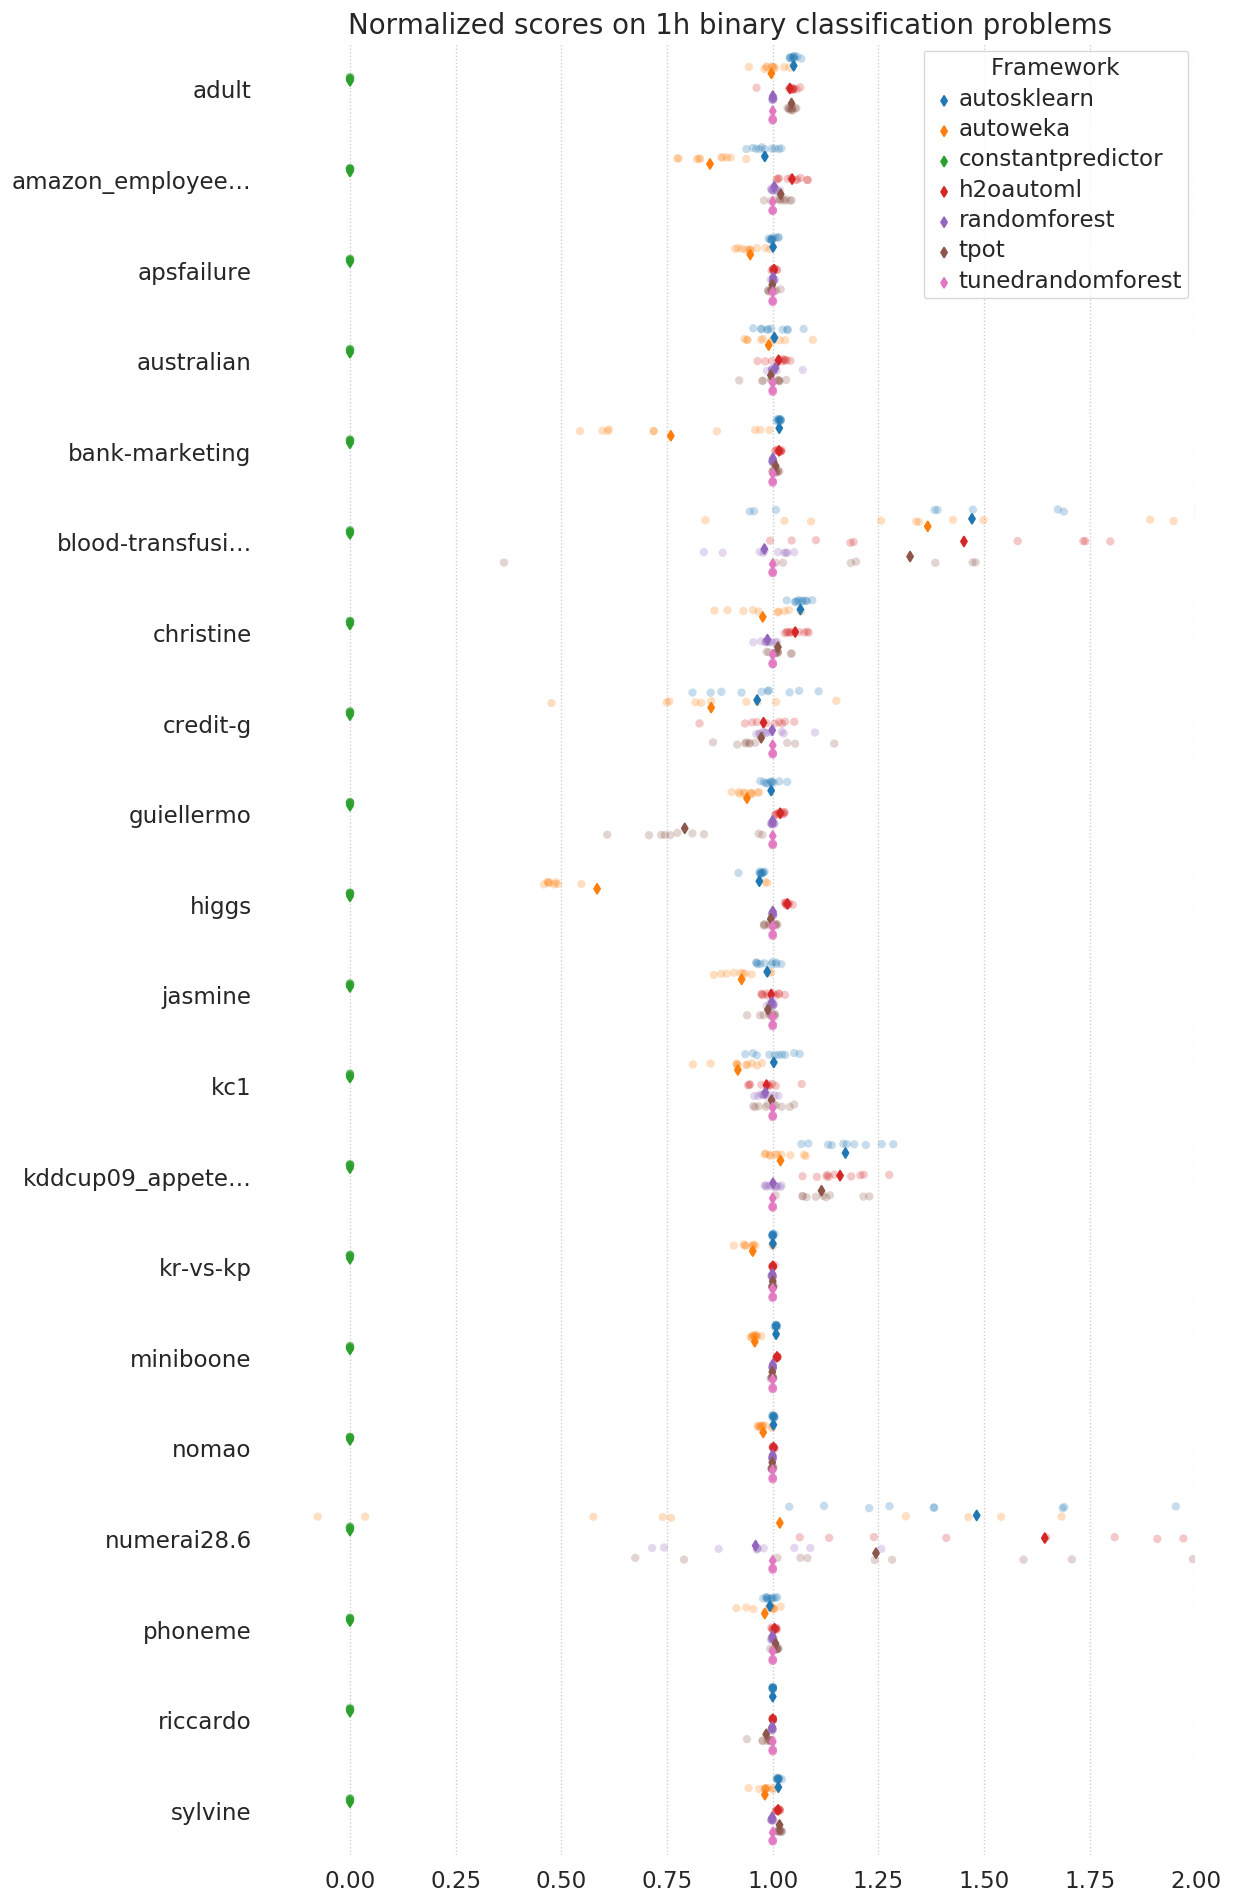 Normalized scores on 1h binary classification problems
Framework
autosklearn
autoweka
constantpredictor
h2oautoml
randomforest
tpot
tunedrandomforest
adult
amazon_employee…
apsfailure
australian
bank-marketing
blood-transfusi…
christine
credit-g
guiellermo
higgs
jasmine
kc1
kddcup09_appete…
kr-vs-kp
miniboone
nomao
numerai28.6
phoneme
riccardo
sylvine
0.00 0.25 0.50 0.75 1.00 1.25 1.50 1.75 2.00